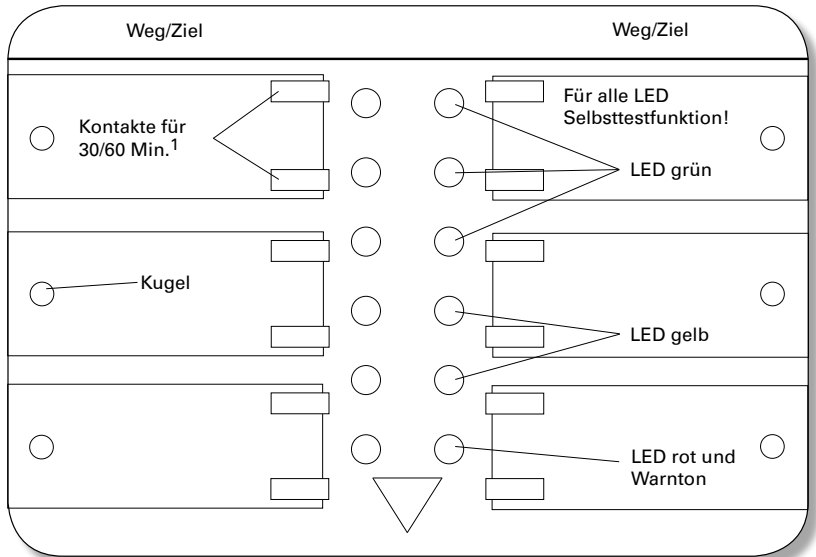 Weg/Ziel
Weg/Ziel
Kontakte für
30/60 Min.1
Für alle LED
Selbsttestfunktion!
LED grün
Kugel
LED gelb
LED rot und
Warnton